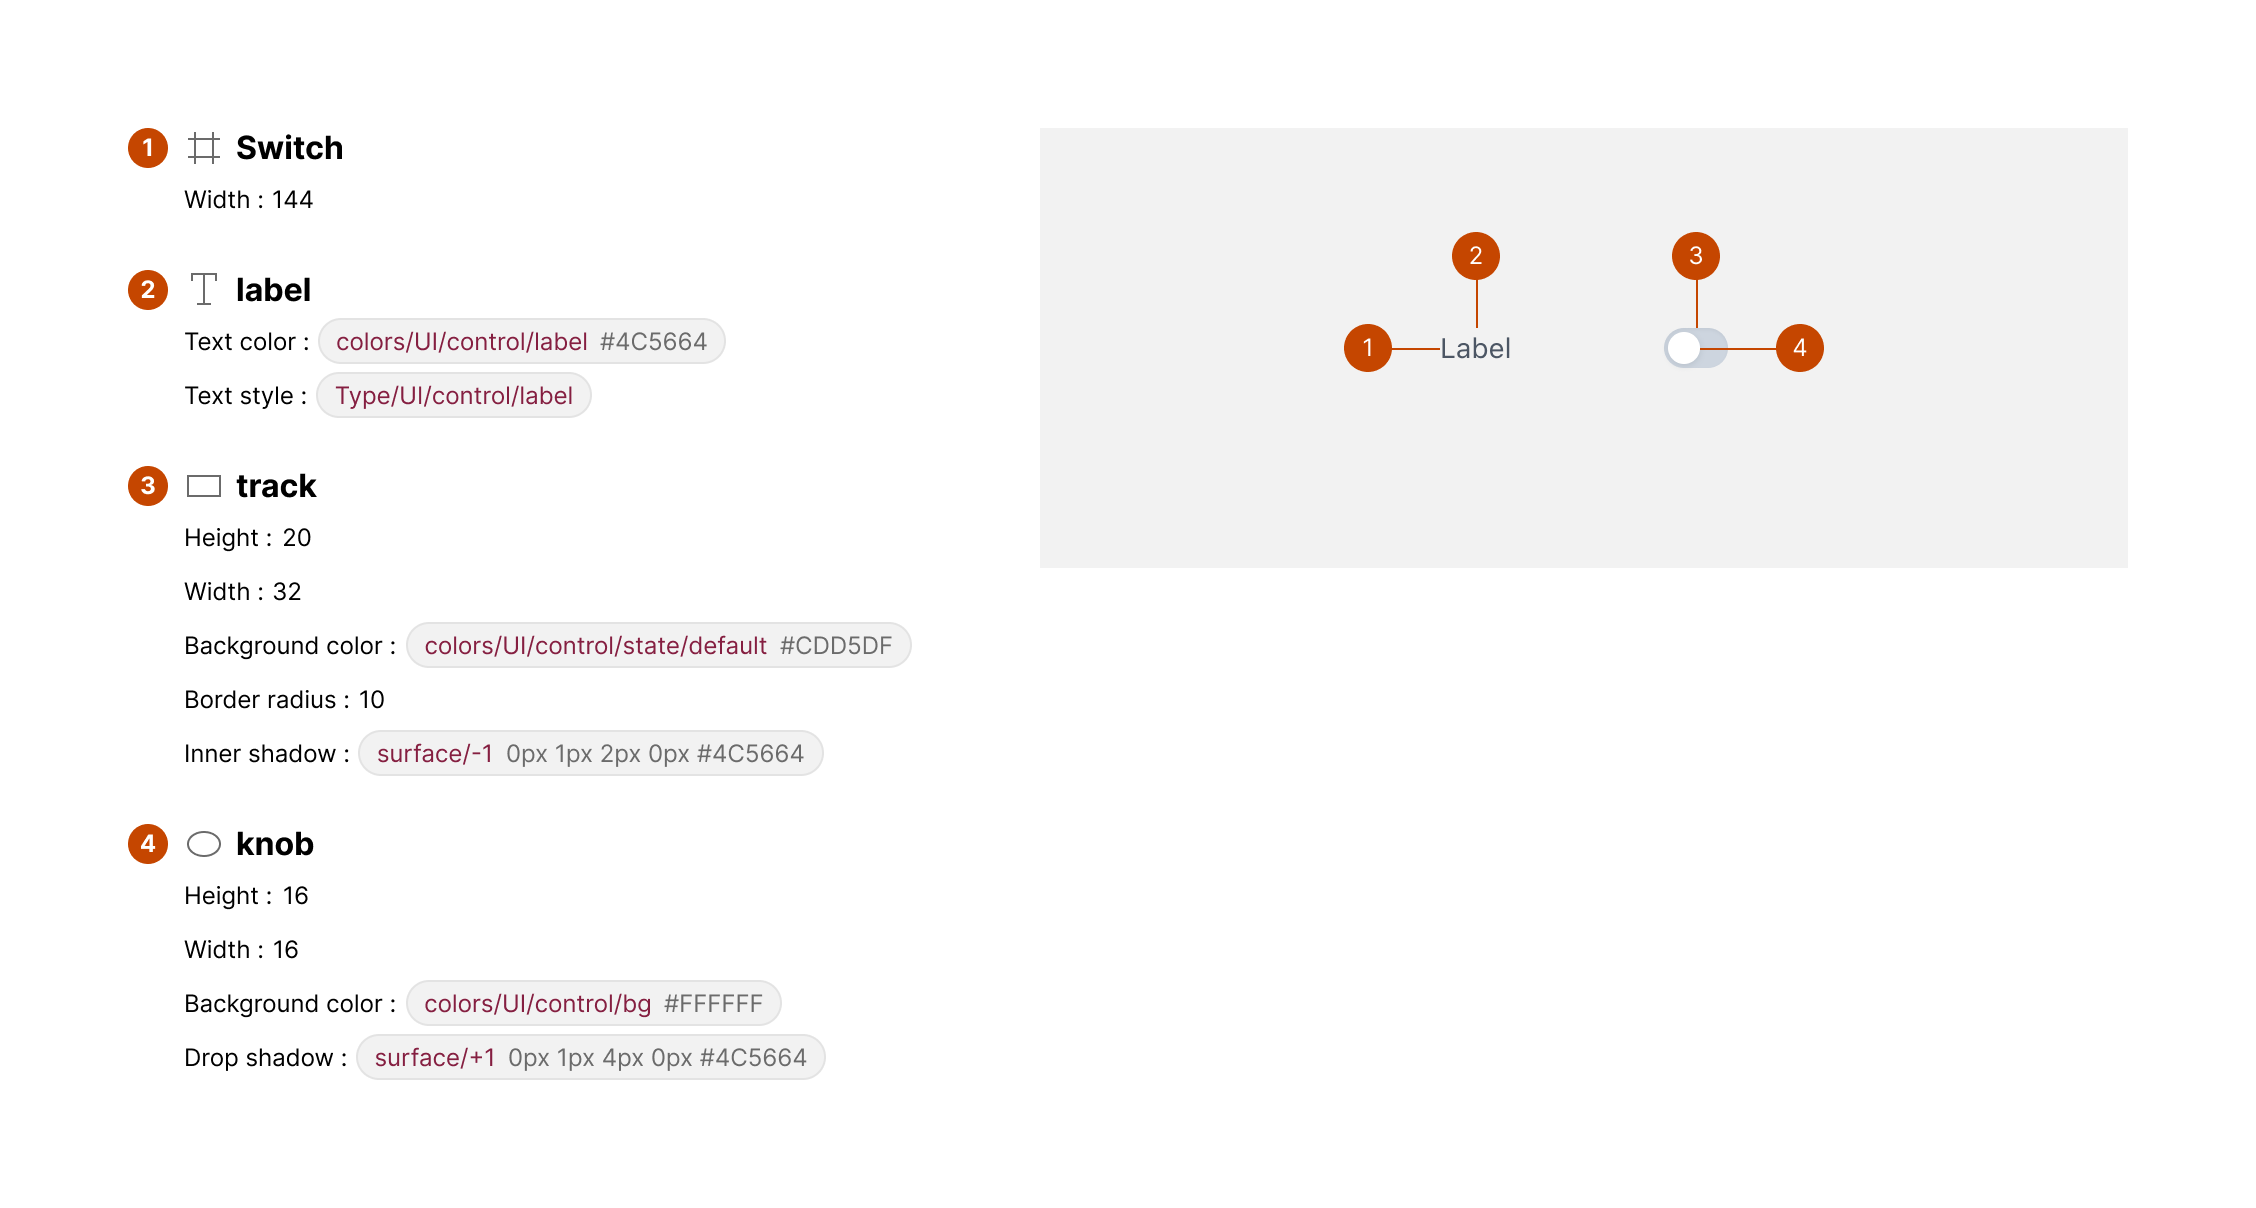 1 Switch
Width : 144
2 label
Text color : colors/UI/control/label #4C5664
Text style : Type/UI/control/label
3 track
Height : 20
Width : 32
Background color : colors/UI/control/state/default #CDD5DF
Border radius : 10
Inner shadow : surface/-1 0px 1px 2px 0px #4C5664
4 knob
Height : 16
Width : 16
Background color : colors/UI/control/bg #FFFFFF
Drop shadow : surface/+1 0px 1px 4px 0px #4C5664
2 3
1 Label 4